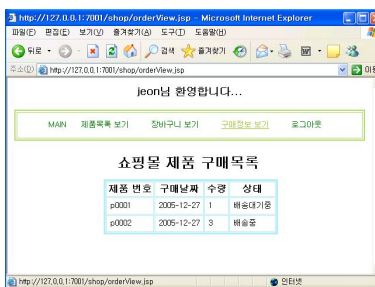 http://127.0.0.1:7001/shop/orderView.jsp - Microsoft Internet Explorer
파일(F) 편집(E) 보기(V) 즐겨찾기(A) 도구(T) 도움말(H)
뒤로 검색 즐겨찾기
주소(D) http://127.0.0.1:7001/shop/orderView.jsp
jeon님 환영합니다...
MAIN 제품목록 보기 장바구니 보기 구매정보 보기 로그아웃
쇼핑몰 제품 구매목록
제품 번호 구매날짜 수량 상태
p0001 2005-12-27 1 배송대기중
p0002 2005-12-27 3 배송중
http://127.0.0.1:7001/shop/orderView.jsp 인터넷